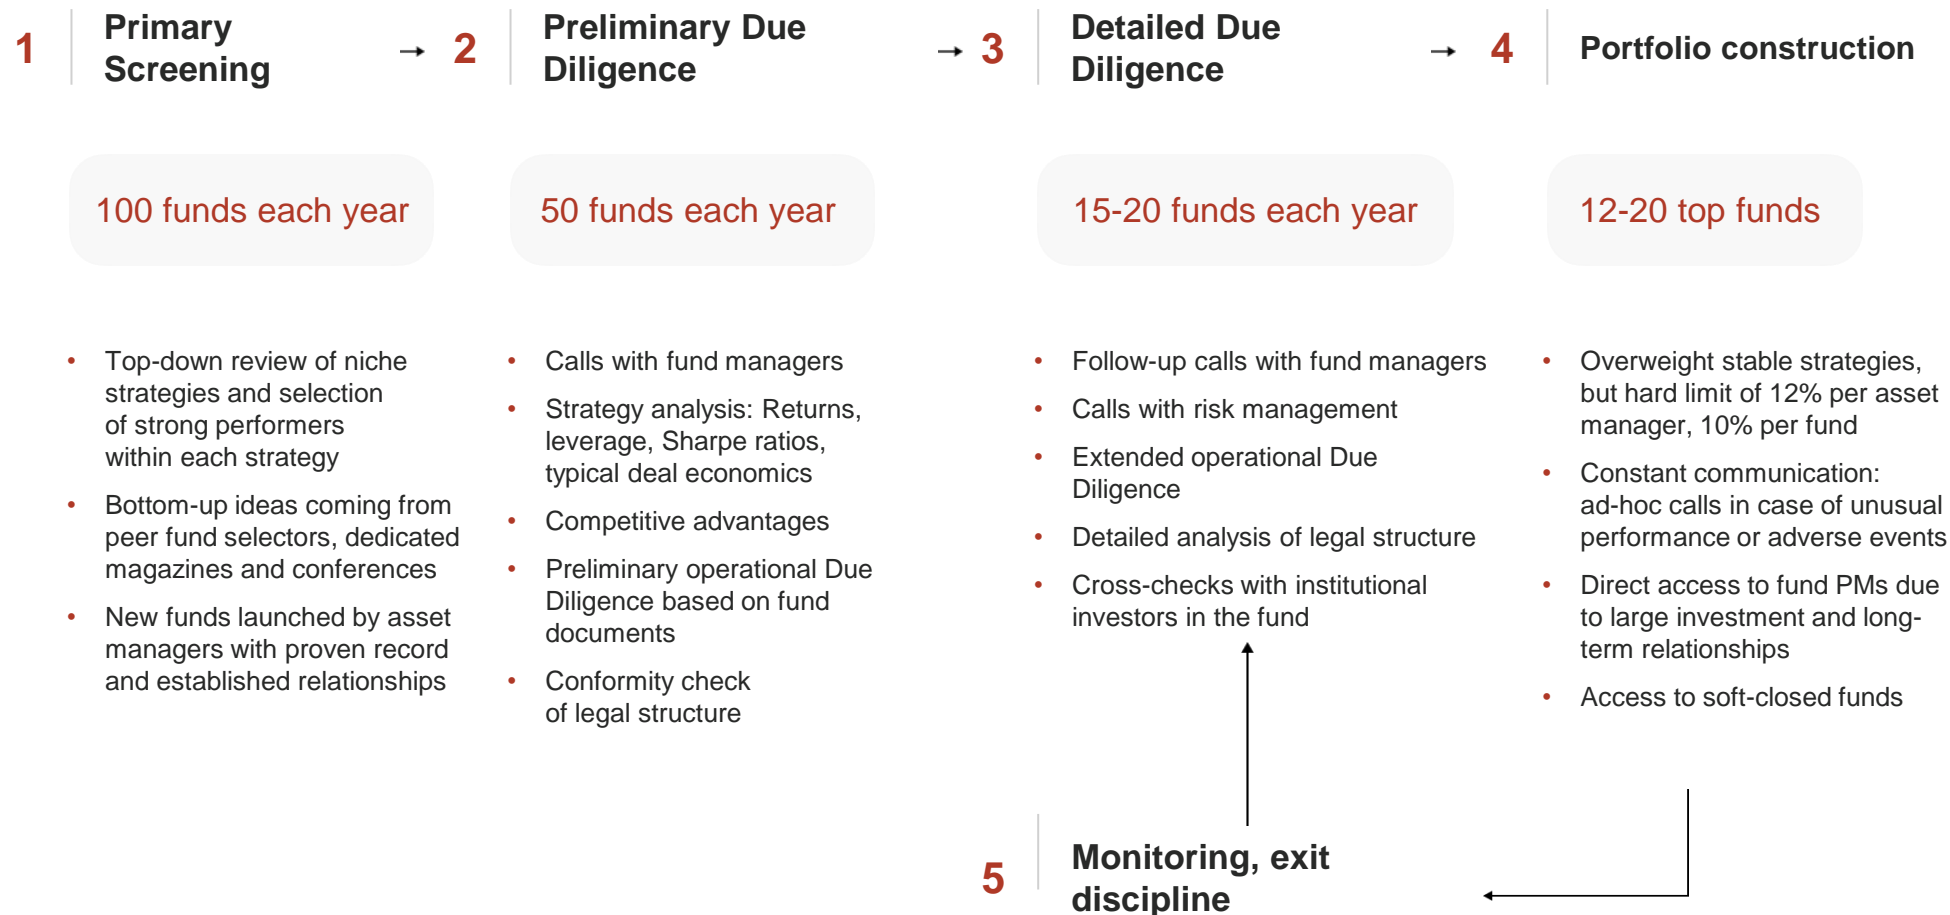 1
Primary
Screening
→
2
Preliminary Due
Diligence
→
3
Detailed Due
Diligence
→
4
Portfolio construction
100 funds each year
50 funds each year
15-20 funds each year
12-20 top funds
• Top-down review of niche
strategies and selection
of strong performers
within each strategy
• Bottom-up ideas coming from
peer fund selectors, dedicated
magazines and conferences
• New funds launched by asset
managers with proven record
and established relationships
• Calls with fund managers
• Strategy analysis: Returns,
leverage, Sharpe ratios,
typical deal economics
• Competitive advantages
• Preliminary operational Due
Diligence based on fund
documents
• Conformity check
of legal structure
• Follow-up calls with fund managers
• Calls with risk management
• Extended operational Due
Diligence
• Detailed analysis of legal structure
• Cross-checks with institutional
investors in the fund
• Overweight stable strategies,
but hard limit of 12% per asset
manager, 10% per fund
• Constant communication:
ad-hoc calls in case of unusual
performance or adverse events
• Direct access to fund PMs due
to large investment and long-
term relationships
• Access to soft-closed funds
5
Monitoring, exit
discipline